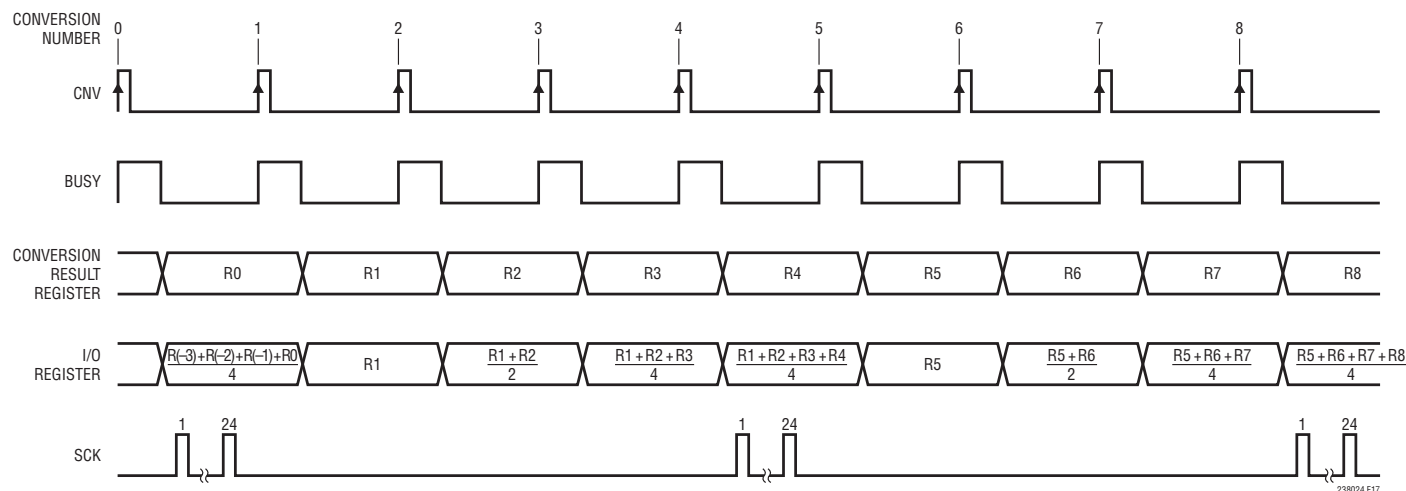 CONVERSION
NUMBER
0 1 2 3 4 5 6 7 8
CNV
BUSY
CONVERSION
RESULT
REGISTER
R0 R1 R2 R3 R4 R5 R6 R7 R8
I/O
REGISTER
R(–3)+R(–2)+R(–1)+R0
4
R1
R1 + R2
2
R1 + R2 + R3
4
R1 + R2 + R3 + R4
4
R5
R5 + R6
2
R5 + R6 + R7
4
R5 + R6 + R7 + R8
4
SCK
1 24 1 24 1 24
238024 F17